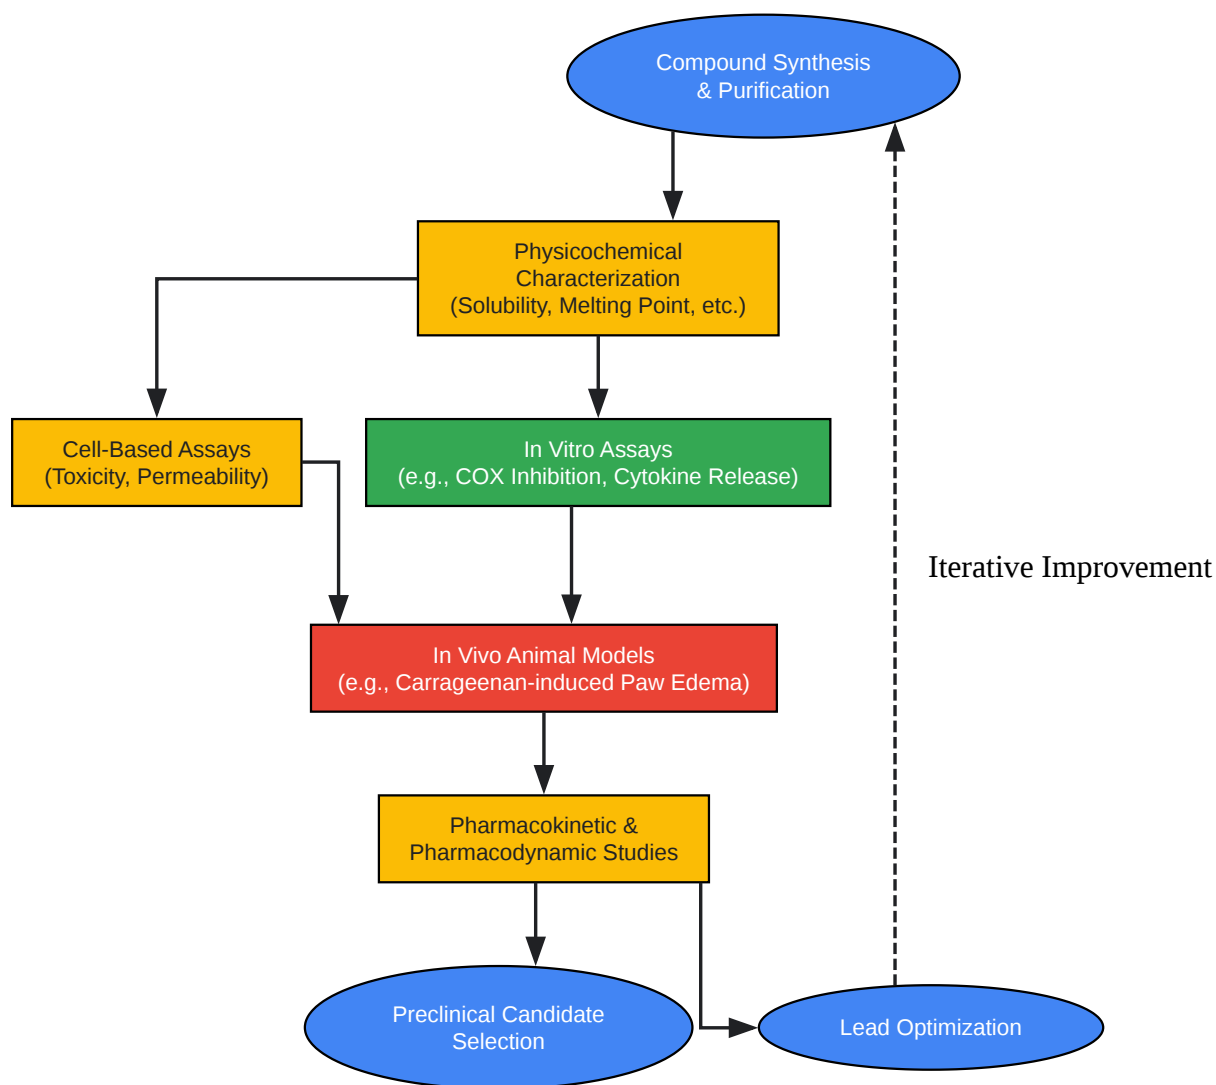 Compound Synthesis
& Purification
Physicochemical
Characterization
(Solubility, Melting Point, etc.)
Cell-Based Assays
(Toxicity, Permeability)
In Vitro Assays
(e.g., COX Inhibition, Cytokine Release)
Iterative Improvement
In Vivo Animal Models
(e.g., Carrageenan-induced Paw Edema)
Pharmacokinetic &
Pharmacodynamic Studies
Preclinical Candidate
Selection
Lead Optimization